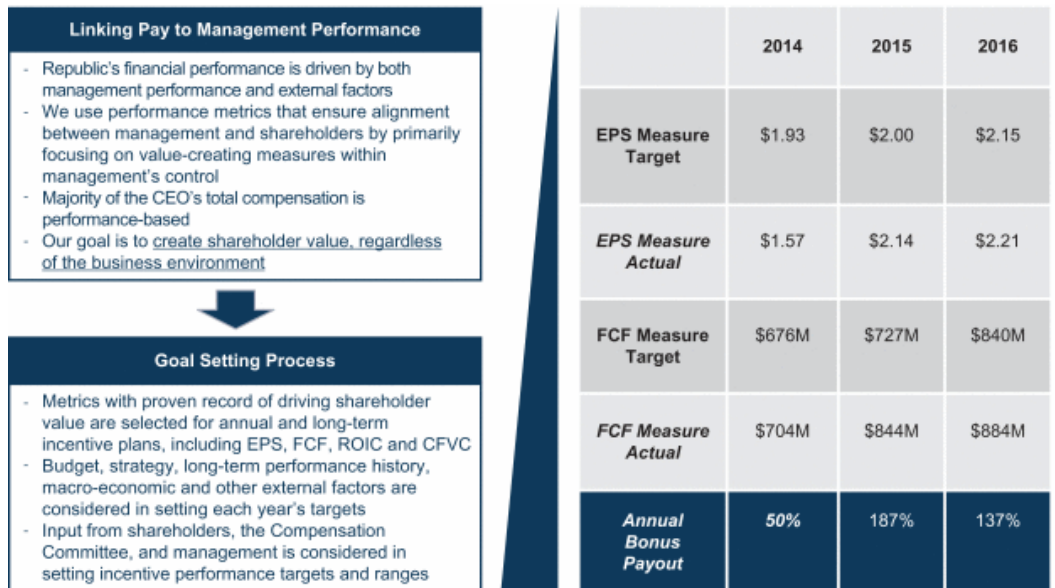 Linking Pay to Management Performance
- Republic's financial performance is driven by both
management performance and external factors
- We use performance metrics that ensure alignment
between management and shareholders by primarily
focusing on value-creating measures within
management's control
- Majority of the CEO's total compensation is
performance-based
- Our goal is to create shareholder value, regardless
of the business environment
Goal Setting Process
- Metrics with proven record of driving shareholder
value are selected for annual and long-term
incentive plans, including EPS, FCF, ROIC and CFVC
- Budget, strategy, long-term performance history,
macro-economic and other external factors are
considered in setting each year's targets
- Input from shareholders, the Compensation
Committee, and management is considered in
setting incentive performance targets and ranges
2014 2015 2016
EPS Measure $1.93 $2.00 $2.15
Target
EPS Measure $1.57 $2.14 $2.21
Actual
FCF Measure $676M $727M $840M
Target
FCF Measure $704M $844M $884M
Actual
Annual 50% 187% 137%
Bonus
Payout